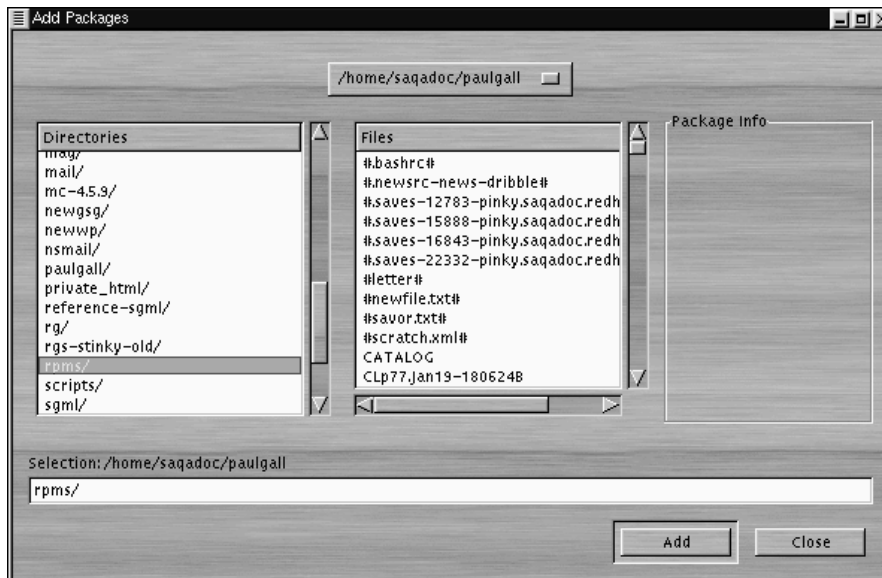 Add Packages
/home/saqadoc/paulgall
Directories
mag/
mail/
mc-4.5.9/
newgsg/
newwp/
nsmail/
paulgall/
private_html/
reference-sgml/
rg/
rgs-stinky-old/
rpms/
scripts/
sgml/
Files
#.bashrc#
#.newsrc-news-dribble#
#.saves-12783-pinky.saqadoc.redh
#.saves-15888-pinky.saqadoc.redh
#.saves-16843-pinky.saqadoc.redh
#.saves-22332-pinky.saqadoc.redh
#letter#
#newfile.txt#
#savor.txt#
#scratch.xml#
CATALOG
CLp77.Jan19-180624B
Package Info
Selection:/home/saqadoc/paulgall
rpms/
Add
Close